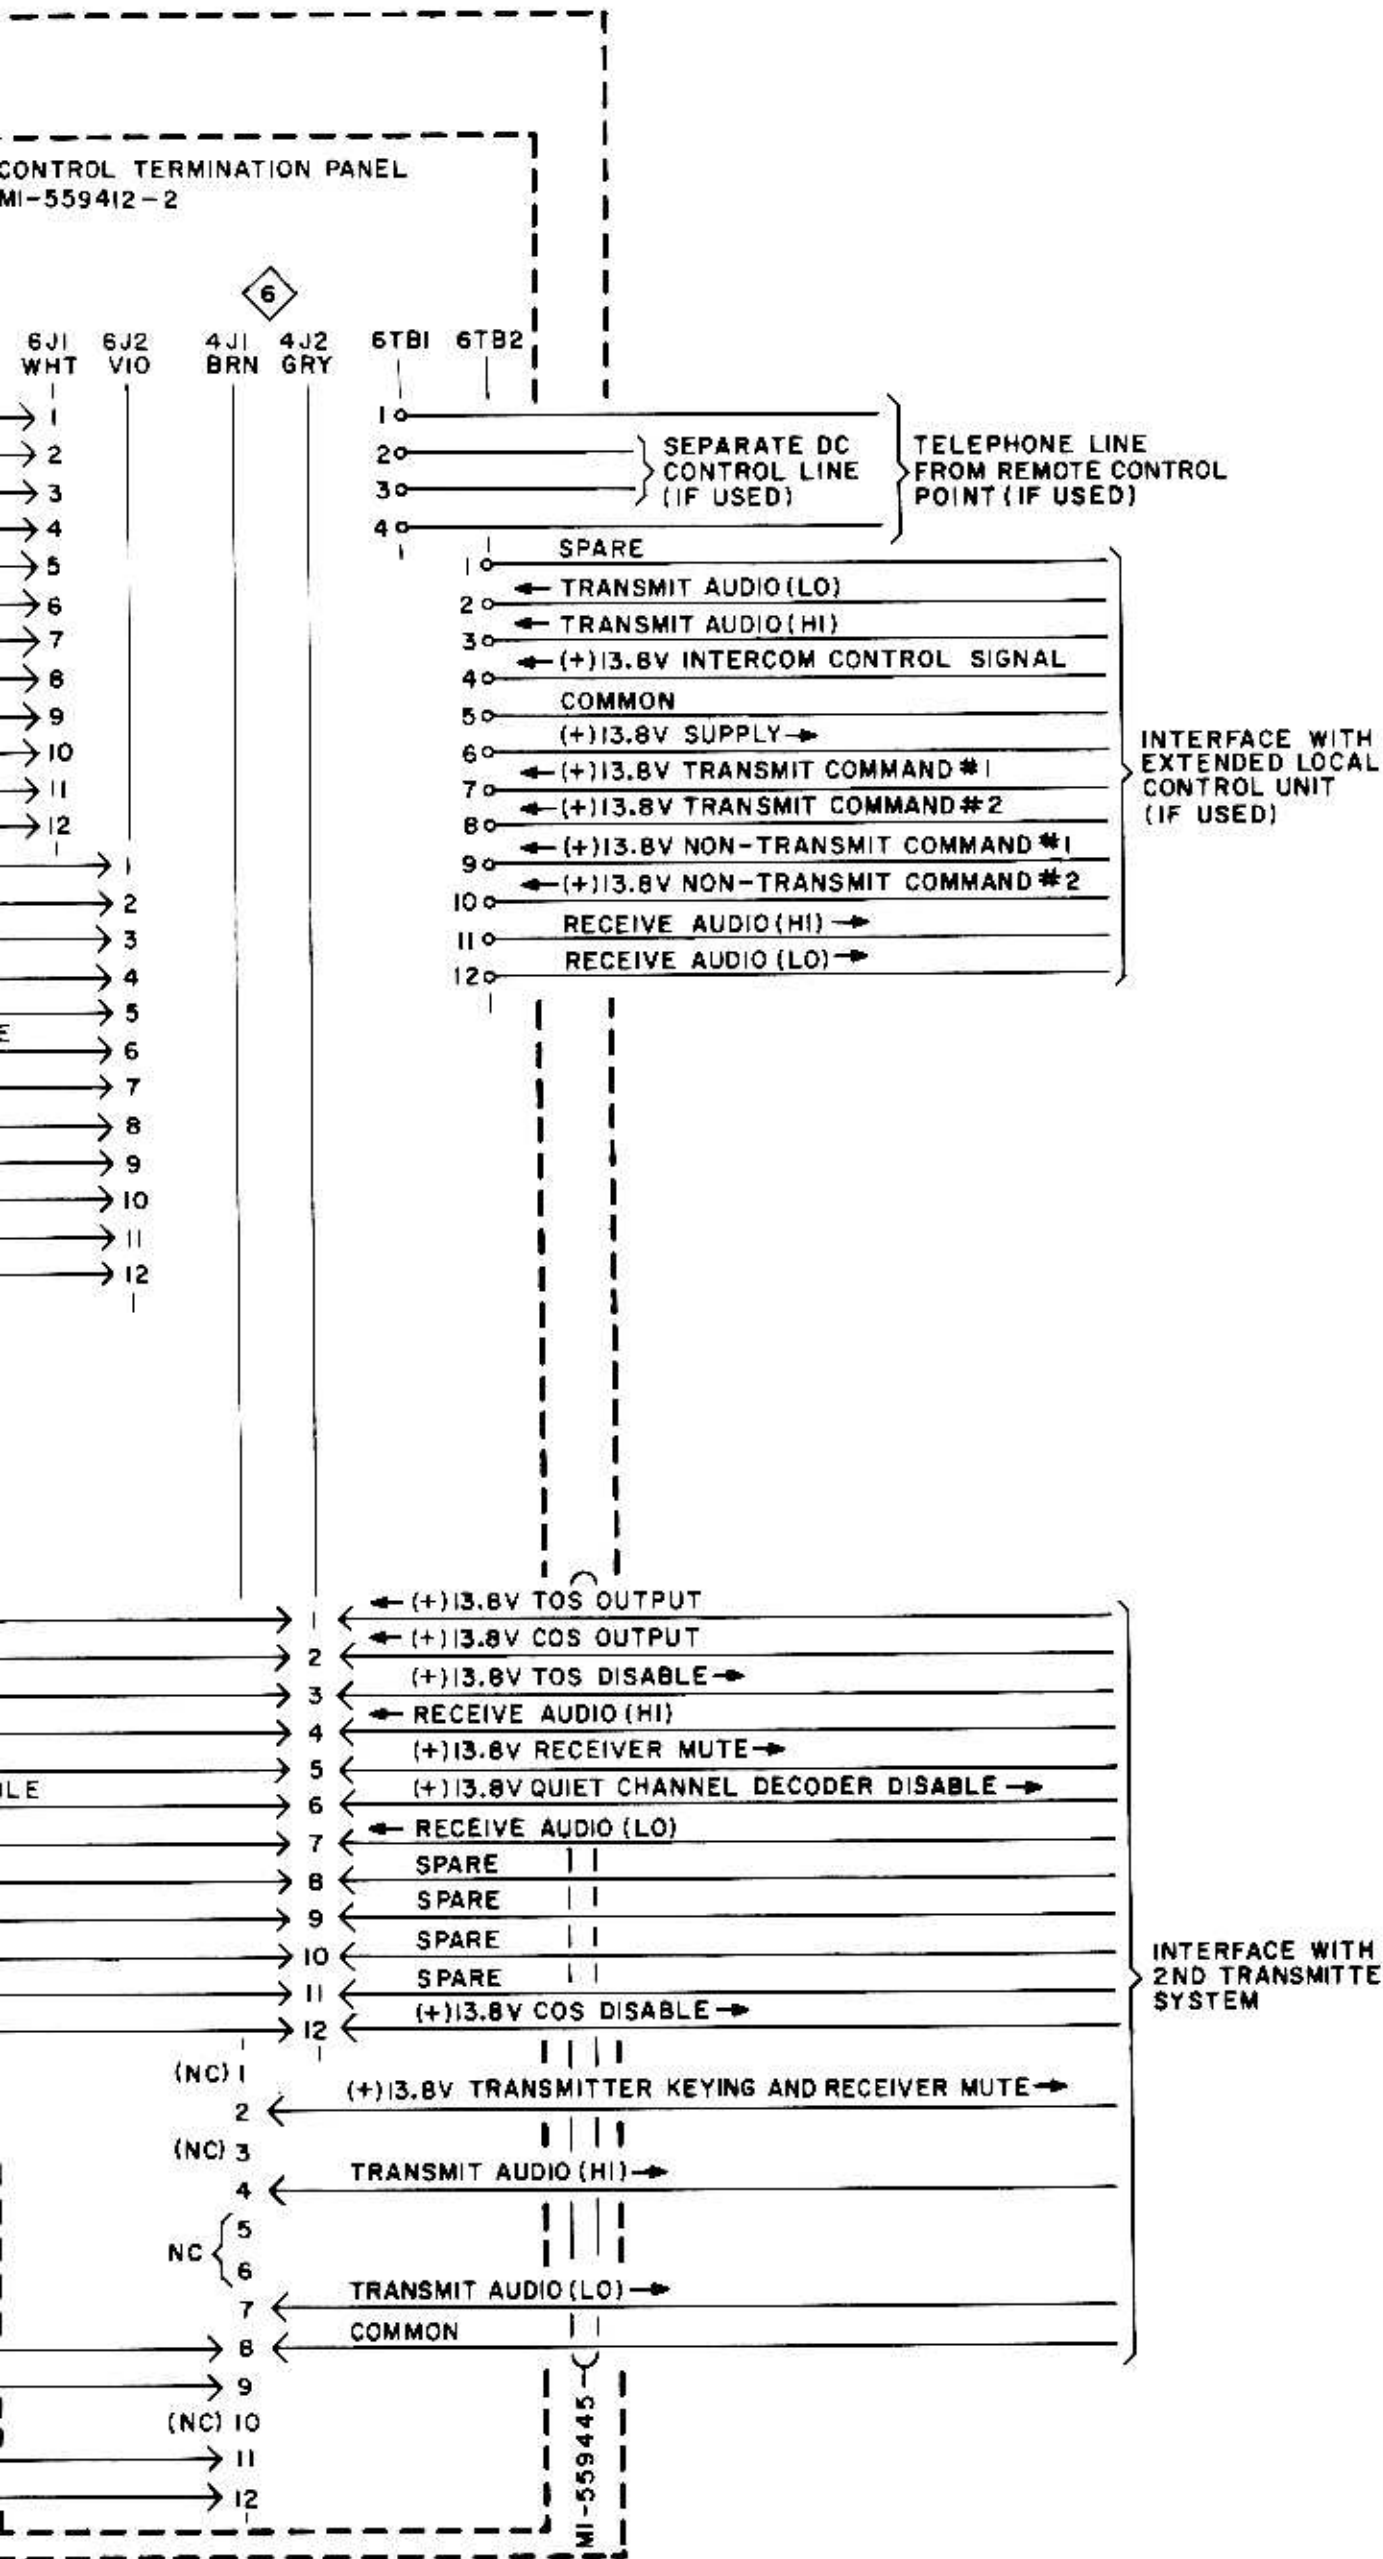 CONTROL TERMINATION PANEL
MI-559412-2
6
6J1 6J2 4J1 4J2 6TB1 6TB2
WHT VIO BRN GRY
1
2
3
4
5
6
7
8
9
10
11
12
1
2
3
4
5
6
7
8
9
10
11
12
E
1
2
3
4
SEPARATE DC
CONTROL LINE
(IF USED)
TELEPHONE LINE
FROM REMOTE CONTROL
POINT (IF USED)
1 SPARE
2 TRANSMIT AUDIO (LO)
3 TRANSMIT AUDIO (HI)
4 (+)13.8V INTERCOM CONTROL SIGNAL
5 COMMON
6 (+)13.8V SUPPLY
7 (+)13.8V TRANSMIT COMMAND #1
8 (+)13.8V TRANSMIT COMMAND #2
9 (+)13.8V NON-TRANSMIT COMMAND #1
10 (+)13.8V NON-TRANSMIT COMMAND #2
11 RECEIVE AUDIO (HI)
12 RECEIVE AUDIO (LO)
INTERFACE WITH
EXTENDED LOCAL
CONTROL UNIT
(IF USED)
1 (+)13.8V TOS OUTPUT
2 (+)13.8V COS OUTPUT
3 (+)13.8V TOS DISABLE
4 RECEIVE AUDIO (HI)
5 (+)13.8V RECEIVER MUTE
LE
6 (+)13.8V QUIET CHANNEL DECODER DISABLE
7 RECEIVE AUDIO (LO)
8 SPARE
9 SPARE
10 SPARE
11 SPARE
12 (+)13.8V COS DISABLE
(NC) 1
2 (+)13.8V TRANSMITTER KEYING AND RECEIVER MUTE
(NC) 3
4 TRANSMIT AUDIO (HI)
NC
5
6
7 TRANSMIT AUDIO (LO)
8 COMMON
9
(NC) 10
11
12
INTERFACE WITH
2ND TRANSMITTE
SYSTEM
MI-559445